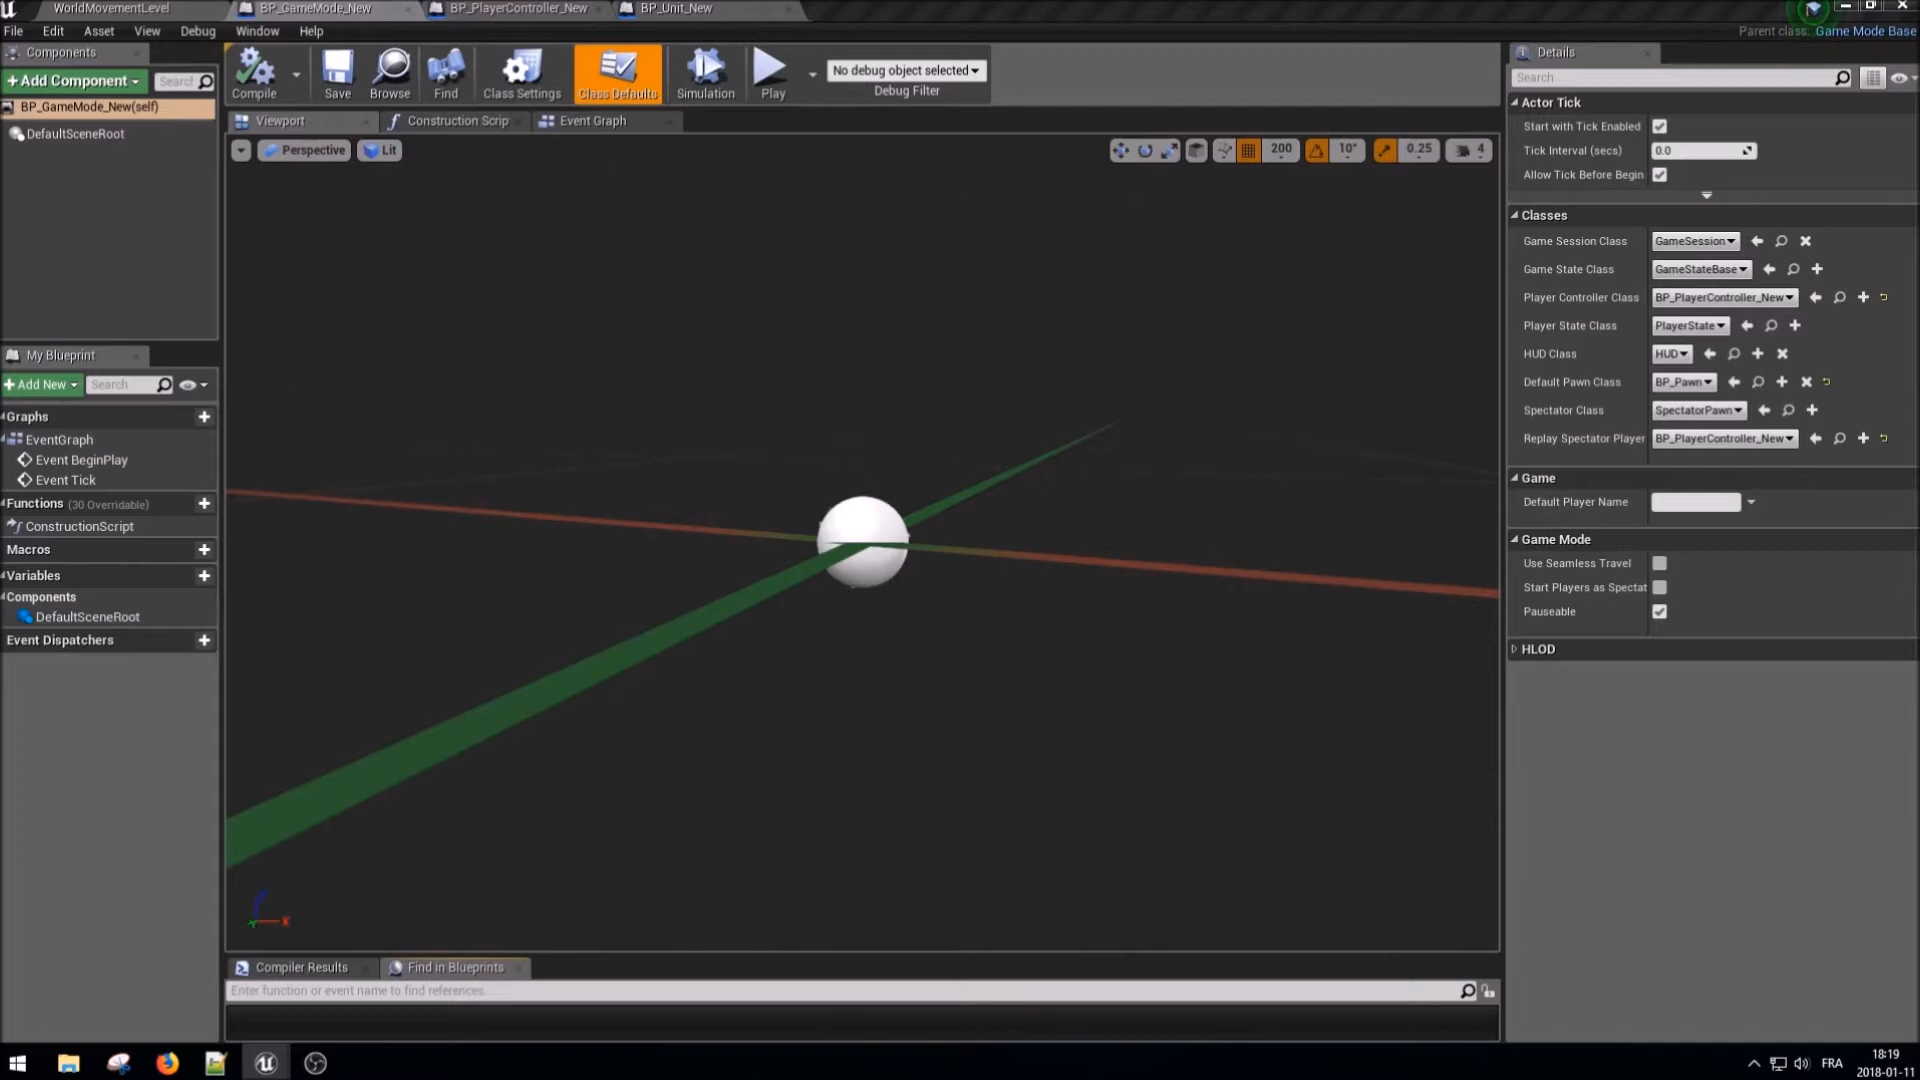 WorldMovementLevel
BP_GameMode_New
BP_PlayerController_New
BP_Unit_New
File Edit Asset View Debug Window Help
Parent class: Game Mode Base
Components
+Add Component
Search
BP_GameMode_New(self)
DefaultSceneRoot
Compile
Save
Browse
Find
Class Settings
Class Defaults
Simulation
Play
No debug object selected
Debug Filter
Viewport
Construction Scrip
Event Graph
Perspective
Lit
200
10°
0.25
4
X
My Blueprint
+Add New
Search
Graphs
EventGraph
Event BeginPlay
Event Tick
Functions (30 Overridable)
ConstructionScript
Macros
Variables
Components
DefaultSceneRoot
Event Dispatchers
Compiler Results
Find in Blueprints
Enter function or event name to find references...
Details
Search
Actor Tick
Start with Tick Enabled
Tick Interval (secs) 0.0
Allow Tick Before Begin
Classes
Game Session Class GameSession
Game State Class GameStateBase
Player Controller Class BP_PlayerController_New
Player State Class PlayerState
HUD Class HUD
Default Pawn Class BP_Pawn
Spectator Class SpectatorPawn
Replay Spectator Player BP_PlayerController_New
Game
Default Player Name
Game Mode
Use Seamless Travel
Start Players as Spectat
Pauseable
HLOD
FRA
18:19
2018-01-11